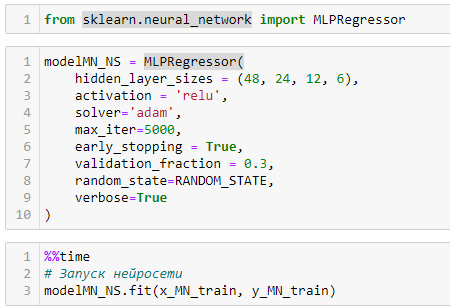 1 from sklearn.neural_network import MLPRegressor
1 modelMN_NS = MLPRegressor(
2 hidden_layer_sizes = (48, 24, 12, 6),
3 activation = 'relu',
4 solver='adam',
5 max_iter=5000,
6 early_stopping = True,
7 validation_fraction = 0.3,
8 random_state=RANDOM_STATE,
9 verbose=True
10 )
1 %%time
2 # Запуск нейросети
3 modelMN_NS.fit(x_MN_train, y_MN_train)